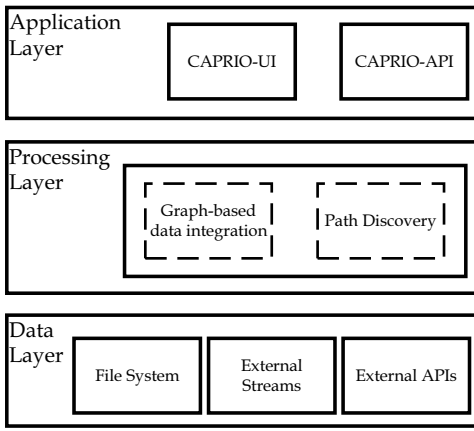 Application
Layer
CAPRIO-UI
CAPRIO-API
Processing
Layer
Graph-based
data integration
Path Discovery
Data
Layer
File System
External
Streams
External APIs